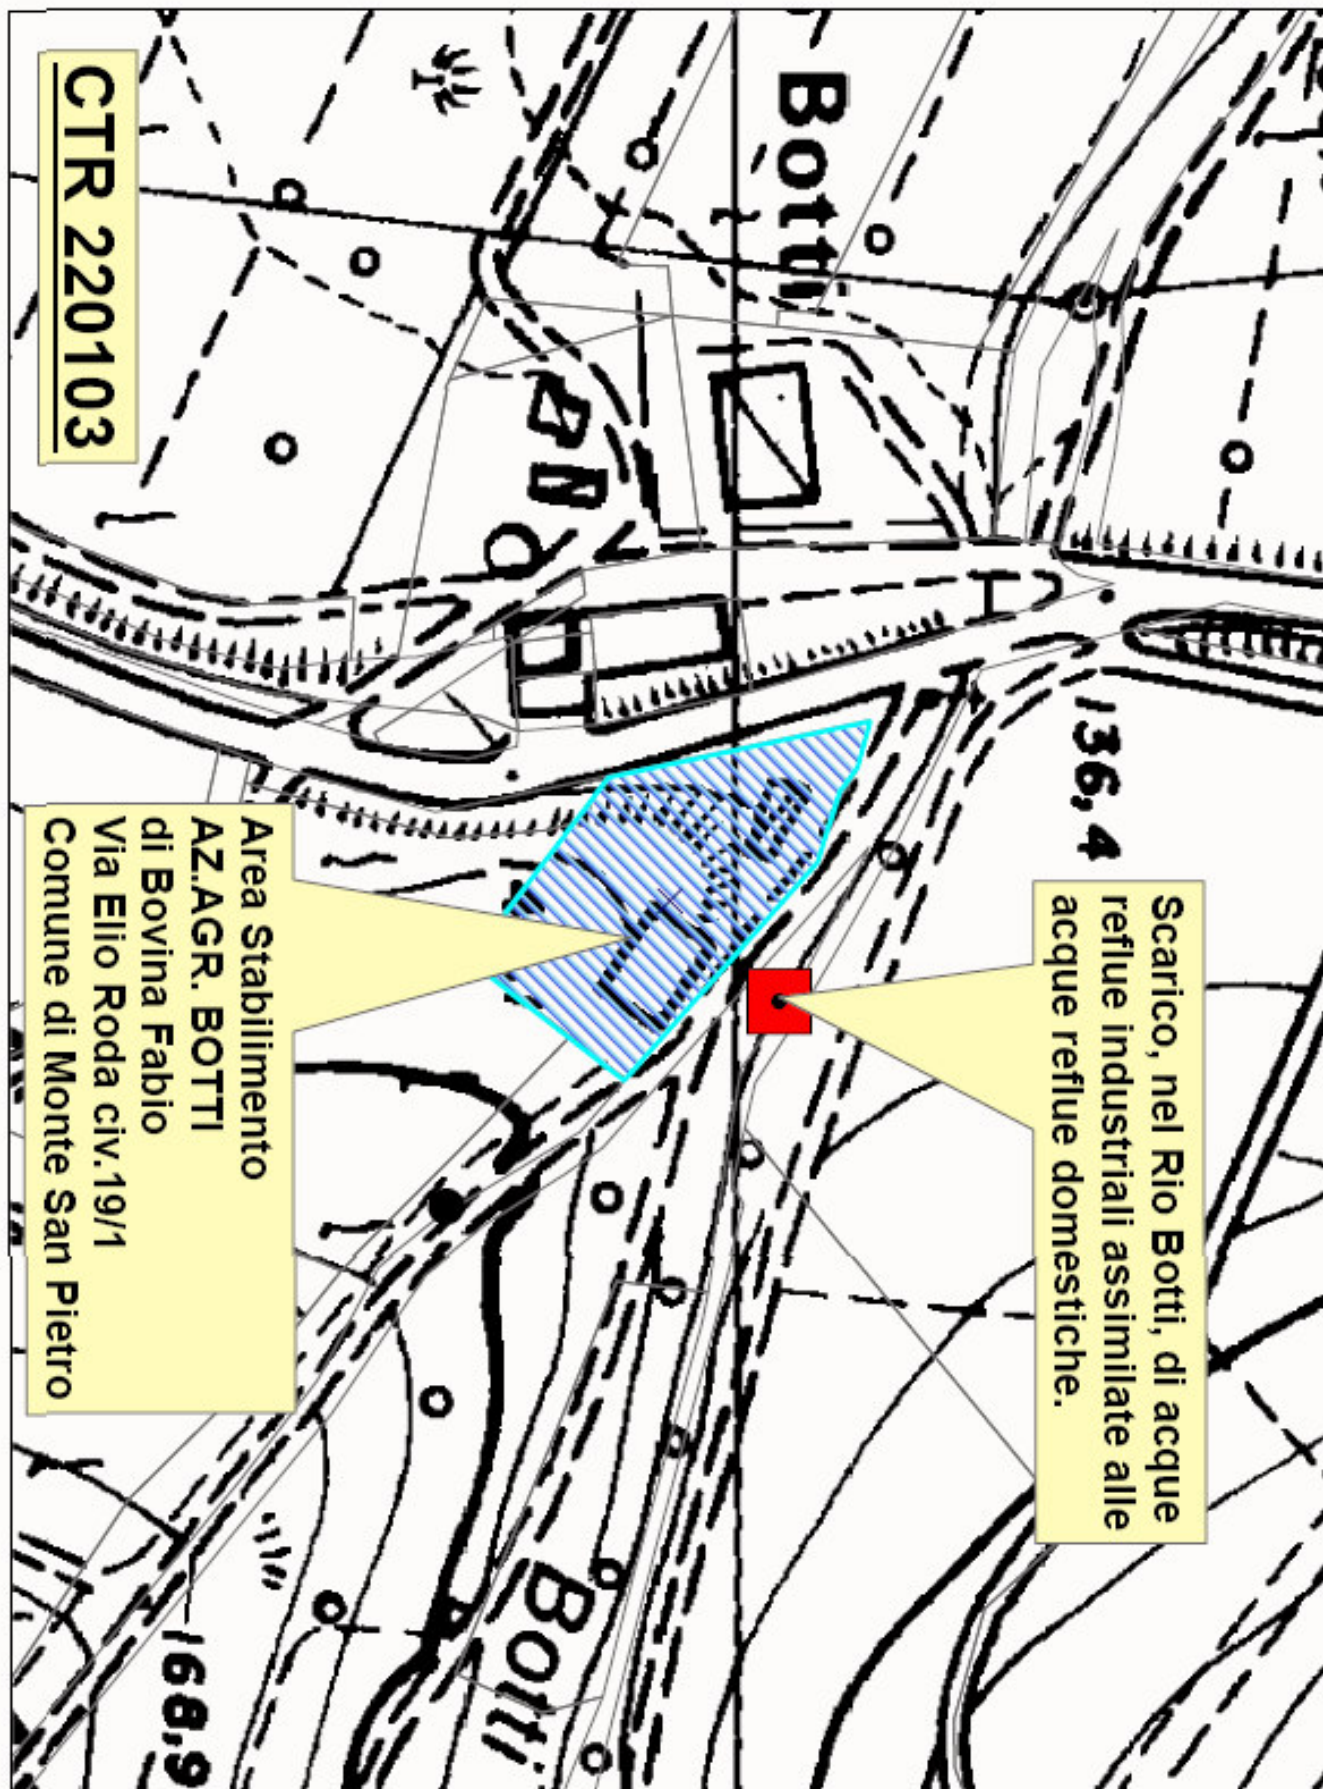 Botti
136,4
Scarico, nel Rio Botti, di acque
reflue industriali assimilate alle
acque reflue domestiche.
CTR 220103
Area Stabilimento
AZ.AGR. BOTTI
di Bovina Fabio
Via Elio Roda civ.19/1
Comune di Monte San Pietro
Botti
168,9